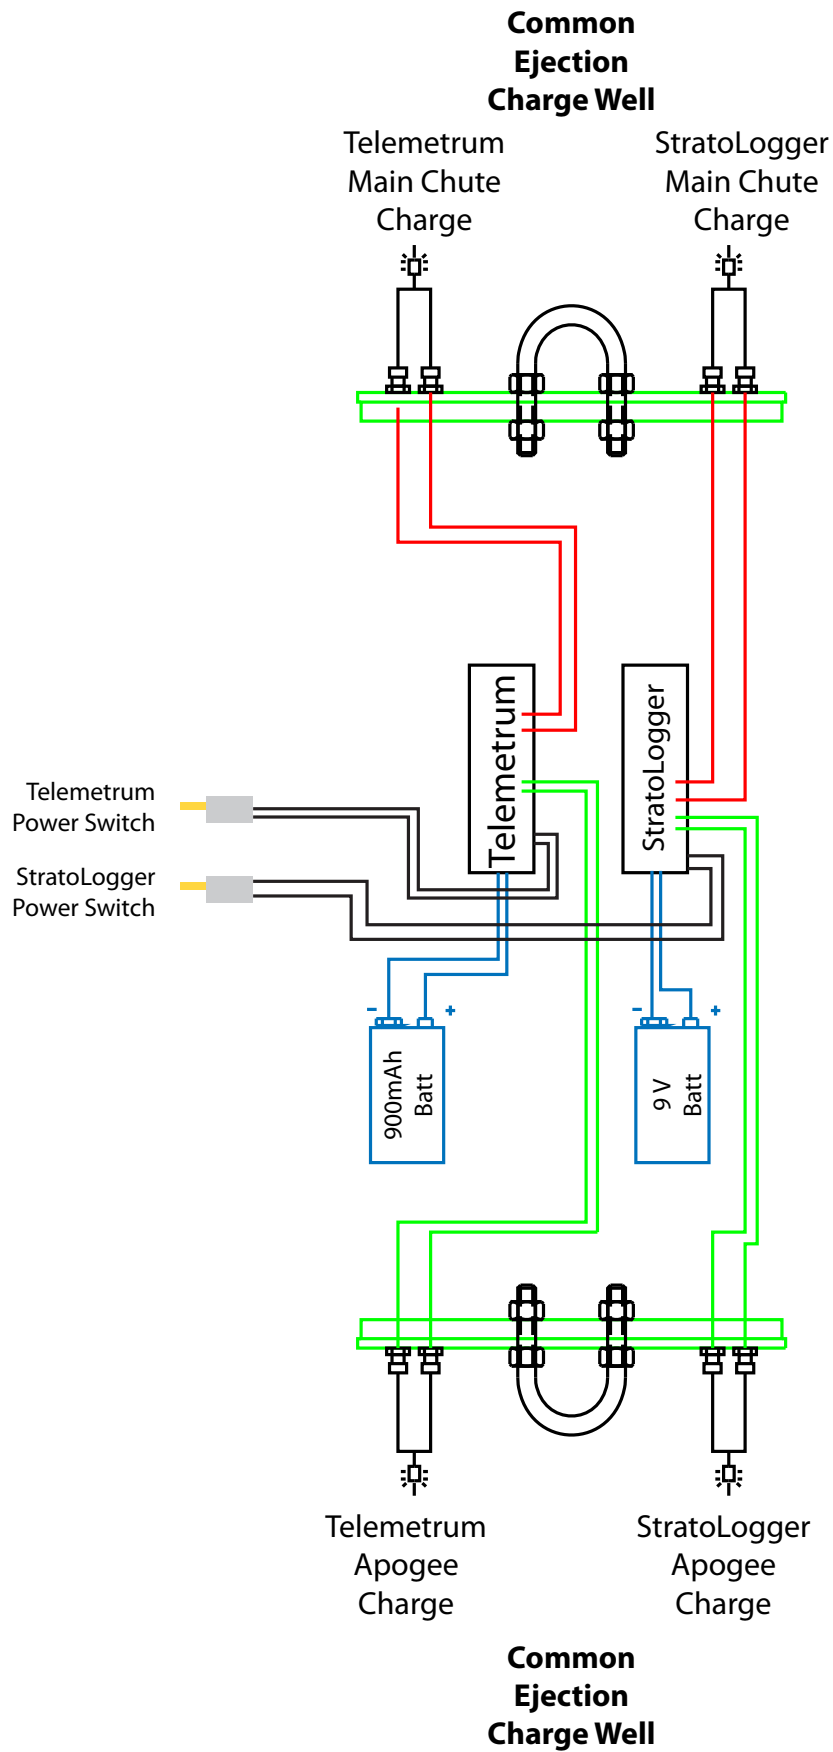 Common
Ejection
Charge Well
Telemetrum
Main Chute
Charge
StratoLogger
Main Chute
Charge
Telemetrum
StratoLogger
Telemetrum
Power Switch
StratoLogger
Power Switch
- +
900mAh
Batt
- +
9 V
Batt
Telemetrum
Apogee
Charge
StratoLogger
Apogee
Charge
Common
Ejection
Charge Well